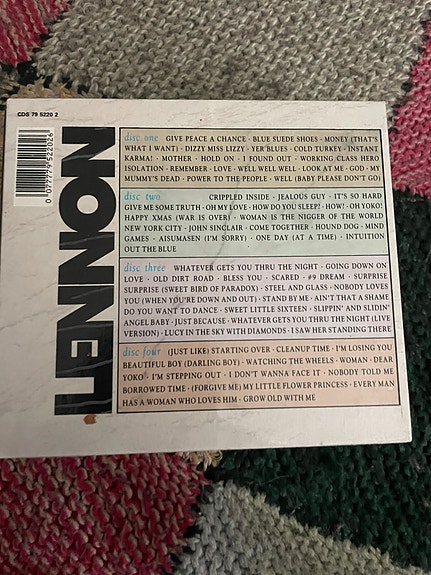 CDS 79 5220 2
0 077779 522026
LENNON
disc one GIVE PEACE A CHANCE · BLUE SUEDE SHOES · MONEY (THAT'S
WHAT I WANT) · DIZZY MISS LIZZY · YER BLUES · COLD TURKEY · INSTANT
KARMA! · MOTHER · HOLD ON · I FOUND OUT · WORKING CLASS HERO
ISOLATION · REMEMBER · LOVE · WELL WELL WELL · LOOK AT ME · GOD · MY
MUMMY'S DEAD · POWER TO THE PEOPLE · WELL (BABY PLEASE DON'T GO)
disc two CRIPPLED INSIDE · JEALOUS GUY · IT'S SO HARD
GIVE ME SOME TRUTH · OH MY LOVE · HOW DO YOU SLEEP? · HOW? · OH YOKO!
HAPPY XMAS (WAR IS OVER) · WOMAN IS THE NIGGER OF THE WORLD
NEW YORK CITY · JOHN SINCLAIR · COME TOGETHER · HOUND DOG · MIND
GAMES · AISUMASEN (I'M SORRY) · ONE DAY (AT A TIME) · INTUITION
OUT THE BLUE
disc three WHATEVER GETS YOU THRU THE NIGHT · GOING DOWN ON
LOVE · OLD DIRT ROAD · BLESS YOU · SCARED · #9 DREAM · SURPRISE
SURPRISE (SWEET BIRD OF PARADOX) · STEEL AND GLASS · NOBODY LOVES
YOU (WHEN YOU'RE DOWN AND OUT) · STAND BY ME · AIN'T THAT A SHAME
DO YOU WANT TO DANCE · SWEET LITTLE SIXTEEN · SLIPPIN' AND SLIDIN'
ANGEL BABY · JUST BECAUSE · WHATEVER GETS YOU THRU THE NIGHT (LIVE
VERSION) · LUCY IN THE SKY WITH DIAMONDS · I SAW HER STANDING THERE
disc four (JUST LIKE) STARTING OVER · CLEANUP TIME · I'M LOSING YOU
BEAUTIFUL BOY (DARLING BOY) · WATCHING THE WHEELS · WOMAN · DEAR
YOKO · I'M STEPPING OUT · I DON'T WANNA FACE IT · NOBODY TOLD ME
BORROWED TIME · (FORGIVE ME) MY LITTLE FLOWER PRINCESS · EVERY MAN
HAS A WOMAN WHO LOVES HIM · GROW OLD WITH ME